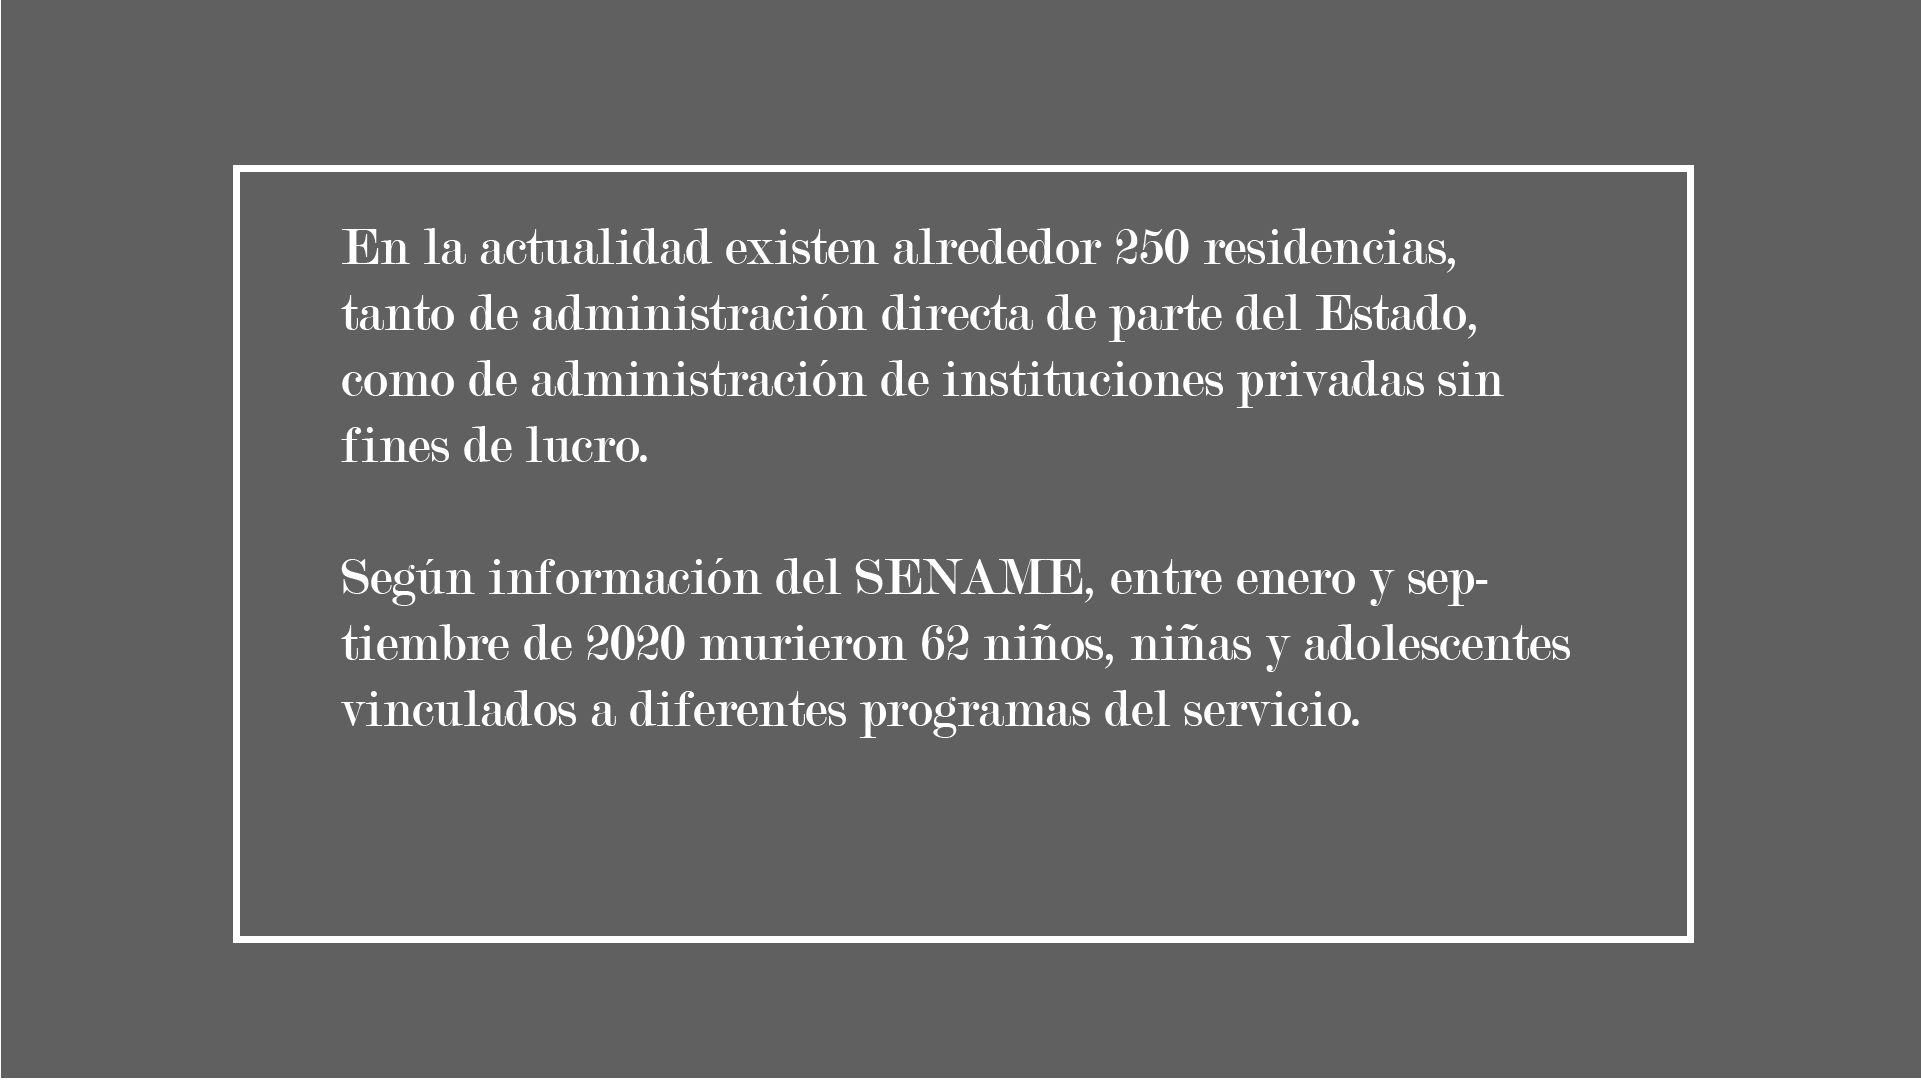 En la actualidad existen alrededor 250 residencias,
tanto de administración directa de parte del Estado,
como de administración de instituciones privadas sin
fines de lucro.
Según información del SENAME, entre enero y sep-
tiembre de 2020 murieron 62 niños, niñas y adolescentes
vinculados a diferentes programas del servicio.